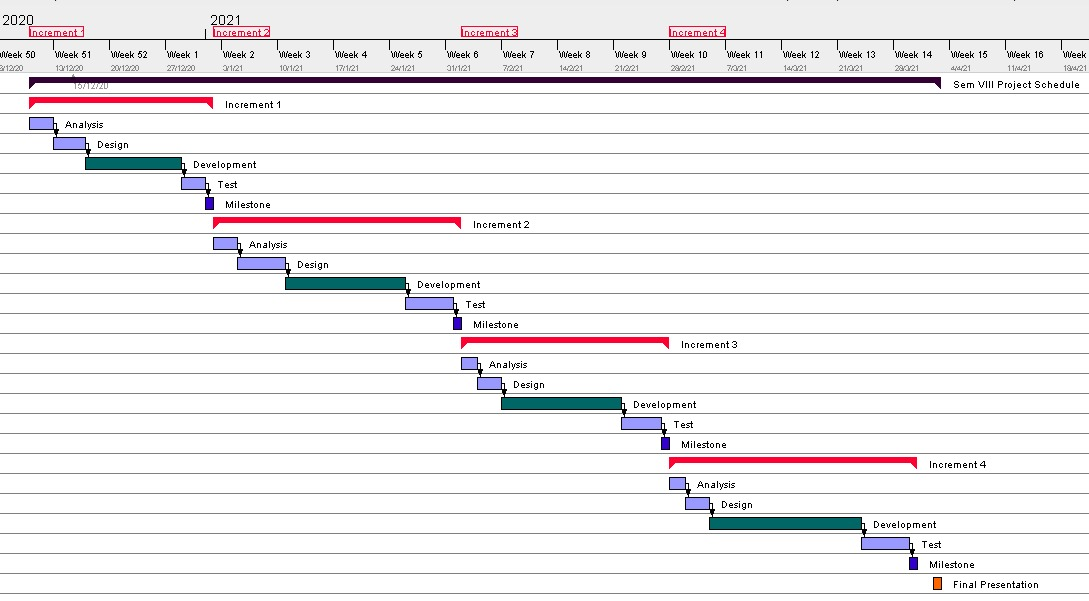 2020 2021
Increment 1 Increment 2 Increment 3 Increment 4
Week 50 Week 51 Week 52 Week 1 Week 2 Week 3 Week 4 Week 5 Week 6 Week 7 Week 8 Week 9 Week 10 Week 11 Week 12 Week 13 Week 14 Week 15 Week 16 Week
6/12/20 13/12/20 20/12/20 27/12/20 3/1/21 10/1/21 17/1/21 24/1/21 31/1/21 7/2/21 14/2/21 21/2/21 28/2/21 7/3/21 14/3/21 21/3/21 28/3/21 4/4/21 11/4/21 18/4/21
15/12/20 Sem VIII Project Schedule
Increment 1
Analysis
Design
Development
Test
Milestone
Increment 2
Analysis
Design
Development
Test
Milestone
Increment 3
Analysis
Design
Development
Test
Milestone
Increment 4
Analysis
Design
Development
Test
Milestone
Final Presentation